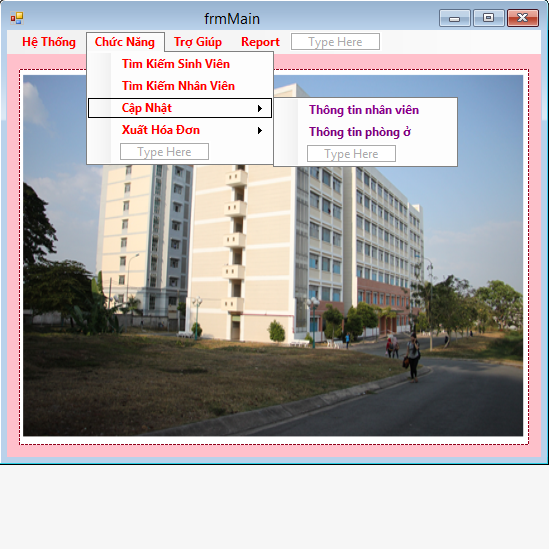 frmMain
Hệ Thống Chức Năng Trợ Giúp Report Type Here
Tìm Kiếm Sinh Viên
Tìm Kiếm Nhân Viên
Cập Nhật
Xuất Hóa Đơn
Type Here
Thông tin nhân viên
Thông tin phòng ở
Type Here